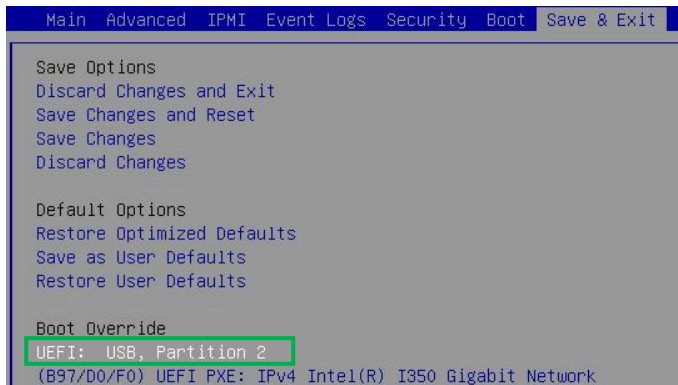 Main Advanced IPMI Event Logs Security Boot Save & Exit
Save Options
Discard Changes and Exit
Save Changes and Reset
Save Changes
Discard Changes
Default Options
Restore Optimized Defaults
Save as User Defaults
Restore User Defaults
Boot Override
UEFI: USB, Partition 2
(B97/D0/F0) UEFI PXE: IPv4 Intel(R) I350 Gigabit Network